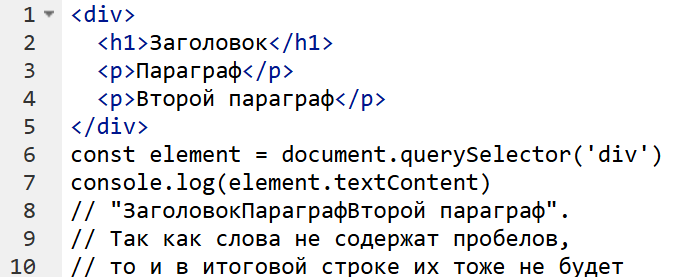 1 <div>
2   <h1>Заголовок</h1>
3   <p>Параграф</p>
4   <p>Второй параграф</p>
5 </div>
6 const element = document.querySelector('div')
7 console.log(element.textContent)
8 // "ЗаголовокПараграфВторой параграф".
9 // Так как слова не содержат пробелов,
10 // то и в итоговой строке их тоже не будет